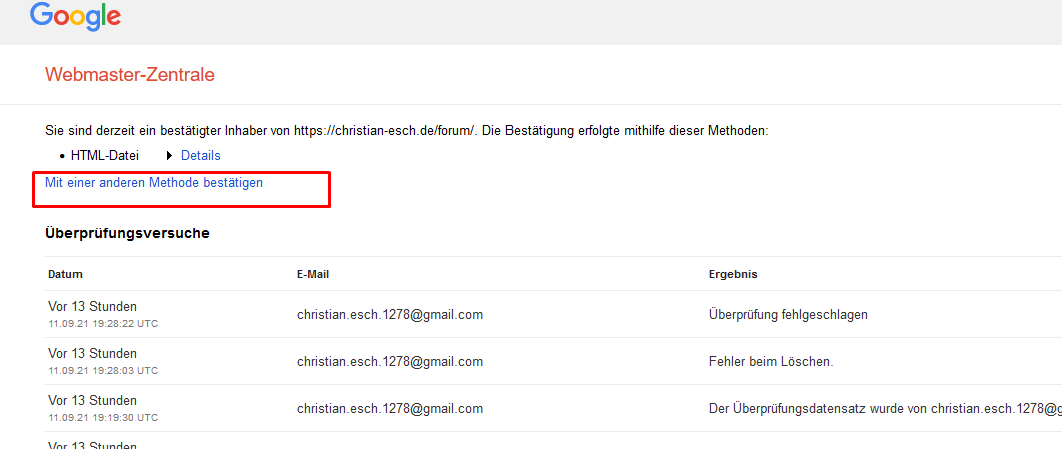 Google
Webmaster-Zentrale
Sie sind derzeit ein bestätigter Inhaber von https://christian-esch.de/forum/. Die Bestätigung erfolgte mithilfe dieser Methoden:
HTML-Datei Details
Mit einer anderen Methode bestätigen
Überprüfungsversuche
Datum E-Mail Ergebnis
Vor 13 Stunden
11.09.21 19:28:22 UTC
christian.esch.1278@gmail.com
Überprüfung fehlgeschlagen
Vor 13 Stunden
11.09.21 19:28:03 UTC
christian.esch.1278@gmail.com
Fehler beim Löschen.
Vor 13 Stunden
11.09.21 19:19:30 UTC
christian.esch.1278@gmail.com
Der Überprüfungsdatensatz wurde von christian.esch.1278@g
Vor 13 Stunden